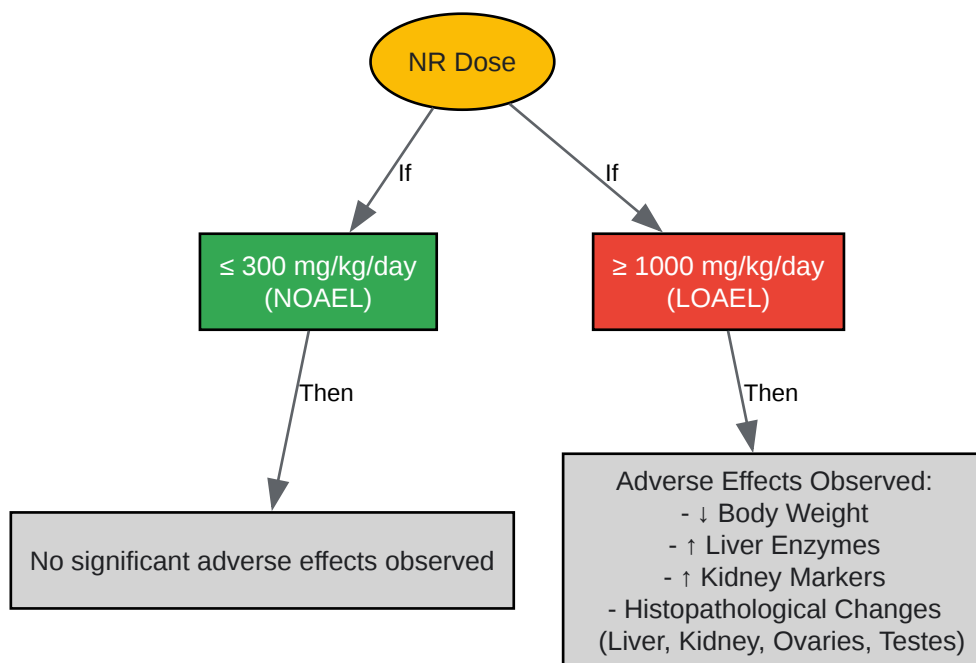 NR Dose
If
If
≤ 300 mg/kg/day
(NOAEL)
≥ 1000 mg/kg/day
(LOAEL)
Then
Then
No significant adverse effects observed
Adverse Effects Observed:
- ↓ Body Weight
- ↑ Liver Enzymes
- ↑ Kidney Markers
- Histopathological Changes
(Liver, Kidney, Ovaries, Testes)